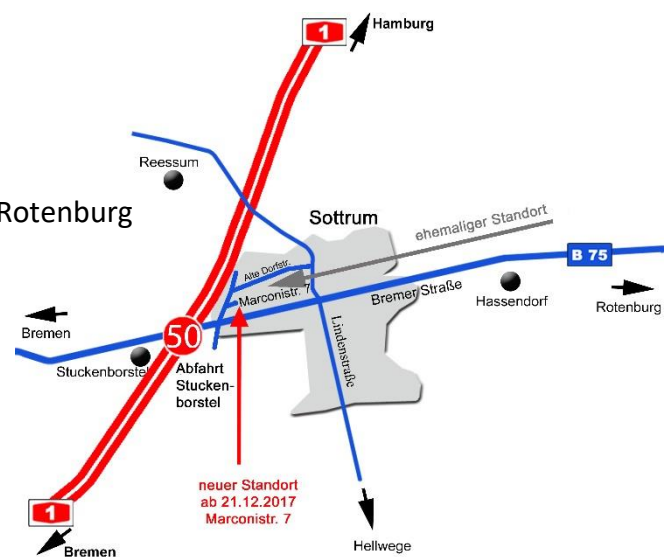 1
Hamburg
Reessum
Rotenburg
Sottrum
ehemaliger Standort
Alte Dorfstr.
B 75
Marconistr. 7
Bremer Straße
Hassendorf
Rotenburg
Bremen
50
Stuckenborstel
Lindenstraße
Abfahrt
Stucken-
borstel
neuer Standort
ab 21.12.2017
Marconistr. 7
1
Bremen
Hellwege